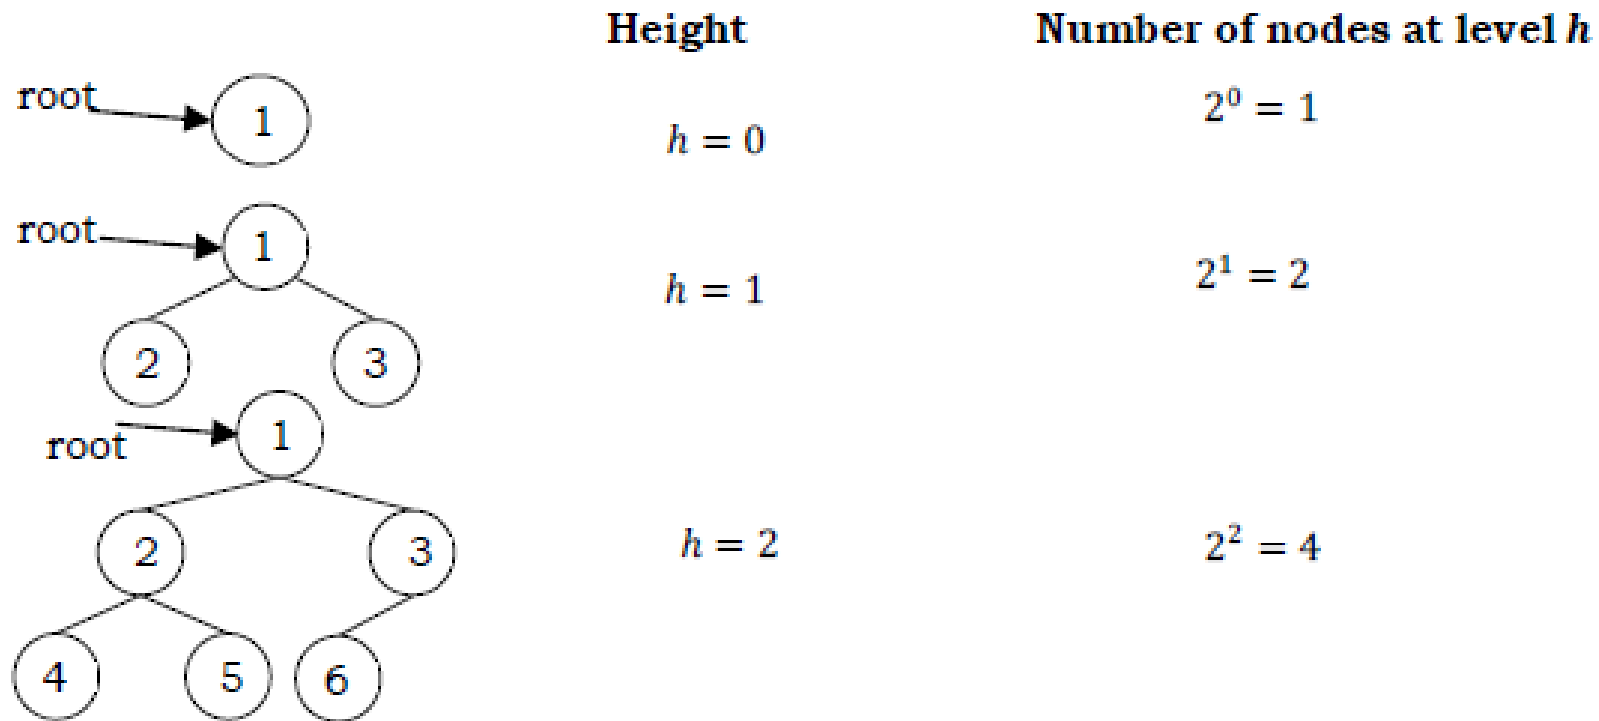 Height Number of nodes at level h
root 1 h = 0 2⁰ = 1
root 1 h = 1 2¹ = 2
2 3
root 1
2 3 h = 2 2² = 4
4 5 6